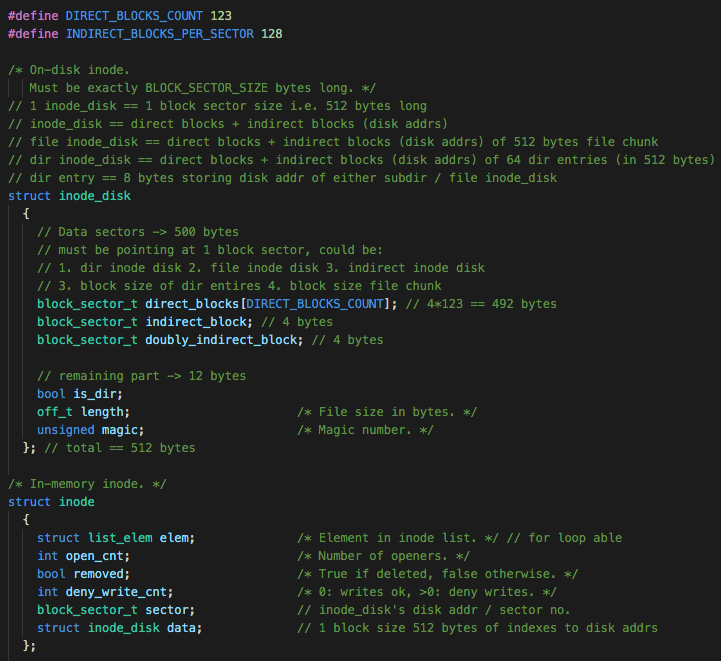 #define DIRECT_BLOCKS_COUNT 123
#define INDIRECT_BLOCKS_PER_SECTOR 128
/* On-disk inode.
Must be exactly BLOCK_SECTOR_SIZE bytes long. */
// 1 inode_disk == 1 block sector size i.e. 512 bytes long
// inode_disk == direct blocks + indirect blocks (disk addrs)
// file inode_disk == direct blocks + indirect blocks (disk addrs) of 512 bytes file chunk
// dir inode_disk == direct blocks + indirect blocks (disk addrs) of 64 dir entries (in 512 bytes)
// dir entry == 8 bytes storing disk addr of either subdir / file inode_disk
struct inode_disk
{
// Data sectors -> 500 bytes
// must be pointing at 1 block sector, could be:
// 1. dir inode disk 2. file inode disk 3. indirect inode disk
// 3. block size of dir entires 4. block size file chunk
block_sector_t direct_blocks[DIRECT_BLOCKS_COUNT]; // 4*123 == 492 bytes
block_sector_t indirect_block; // 4 bytes
block_sector_t doubly_indirect_block; // 4 bytes
// remaining part -> 12 bytes
bool is_dir;
off_t length; /* File size in bytes. */
unsigned magic; /* Magic number. */
}; // total == 512 bytes
/* In-memory inode. */
struct inode
{
struct list_elem elem; /* Element in inode list. */ // for loop able
int open_cnt; /* Number of openers. */
bool removed; /* True if deleted, false otherwise. */
int deny_write_cnt; /* 0: writes ok, >0: deny writes. */
block_sector_t sector; // inode_disk's disk addr / sector no.
struct inode_disk data; // 1 block size 512 bytes of indexes to disk addrs
};